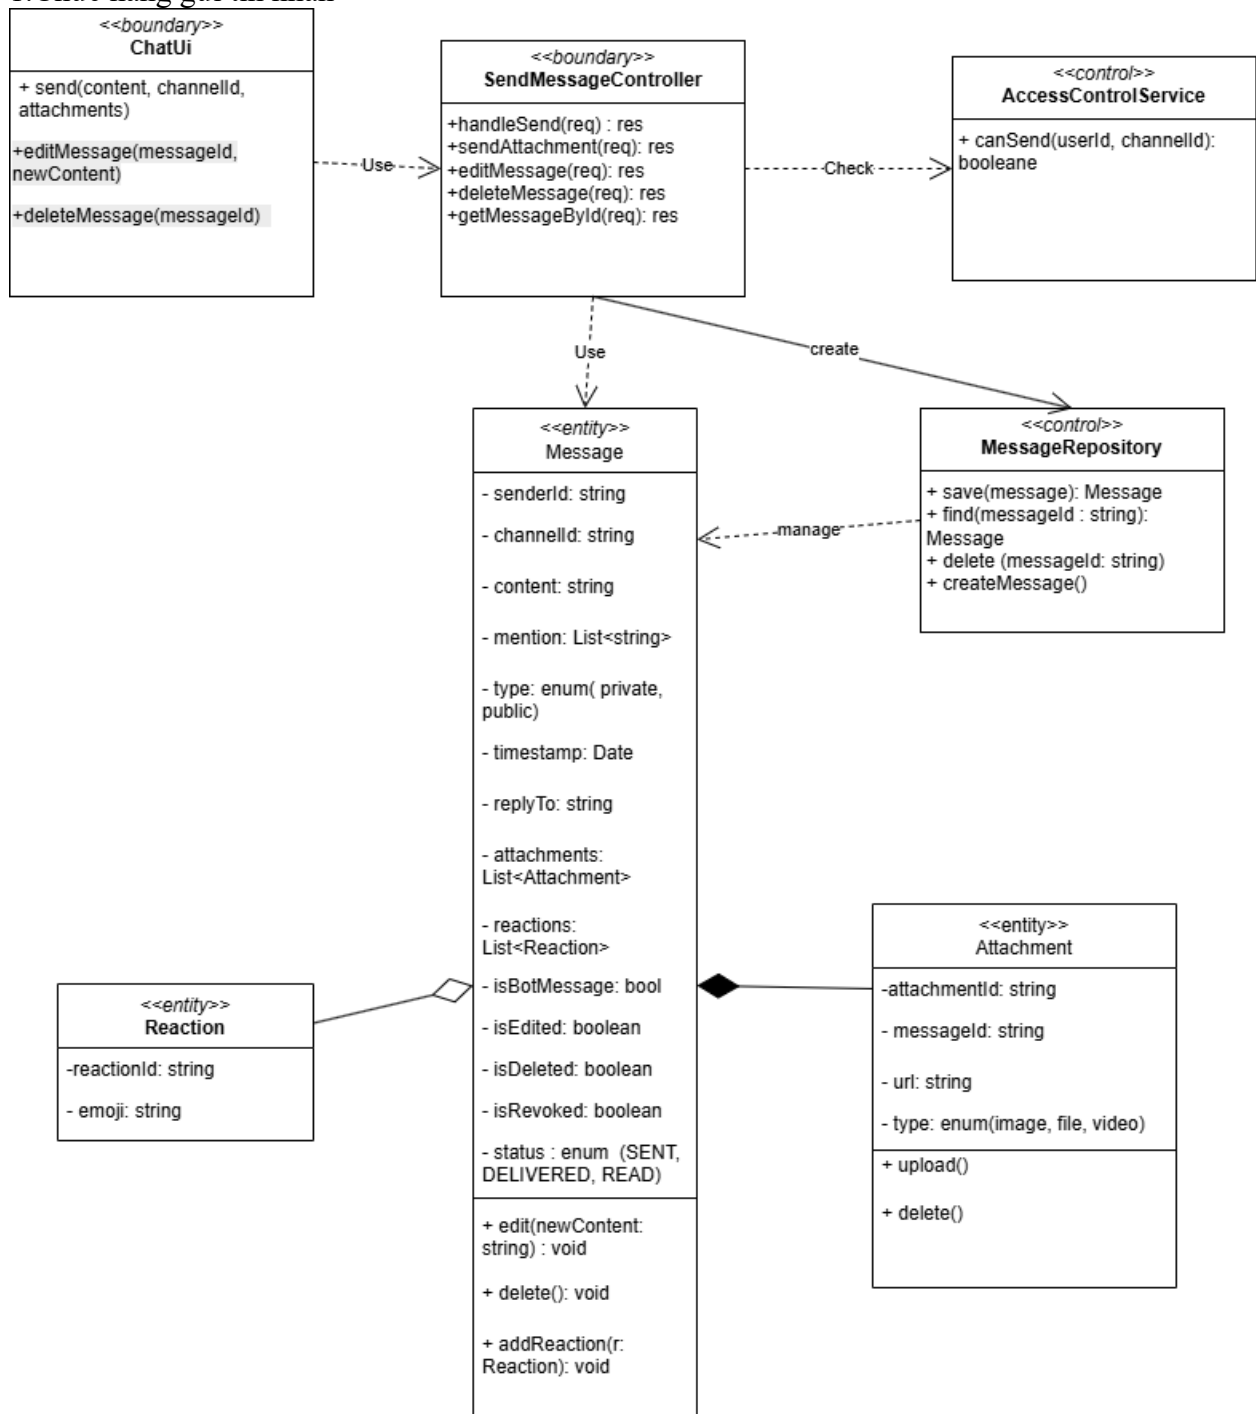 <<boundary>>
ChatUi
+ send(content, channelId,
attachments)
+editMessage(messageId,
newContent)
+deleteMessage(messageId)
Use
<<boundary>>
SendMessageController
+handleSend(req) : res
+sendAttachment(req): res
+editMessage(req): res
+deleteMessage(req): res
+getMessageById(req): res
Check
<<control>>
AccessControlService
+ canSend(userId, channelId):
booleane
Use
create
<<entity>>
Message
- senderId: string
- channelId: string
- content: string
- mention: List<string>
- type: enum( private,
public)
- timestamp: Date
- replyTo: string
- attachments:
List<Attachment>
- reactions:
List<Reaction>
- isBotMessage: bool
- isEdited: boolean
- isDeleted: boolean
- isRevoked: boolean
- status : enum (SENT,
DELIVERED, READ)
+ edit(newContent:
string) : void
+ delete(): void
+ addReaction(r:
Reaction): void
manage
<<control>>
MessageRepository
+ save(message): Message
+ find(messageId : string):
Message
+ delete (messageId: string)
+ createMessage()
<<entity>>
Reaction
-reactionId: string
- emoji: string
<<entity>>
Attachment
-attachmentId: string
- messageId: string
- url: string
- type: enum(image, file, video)
+ upload()
+ delete()